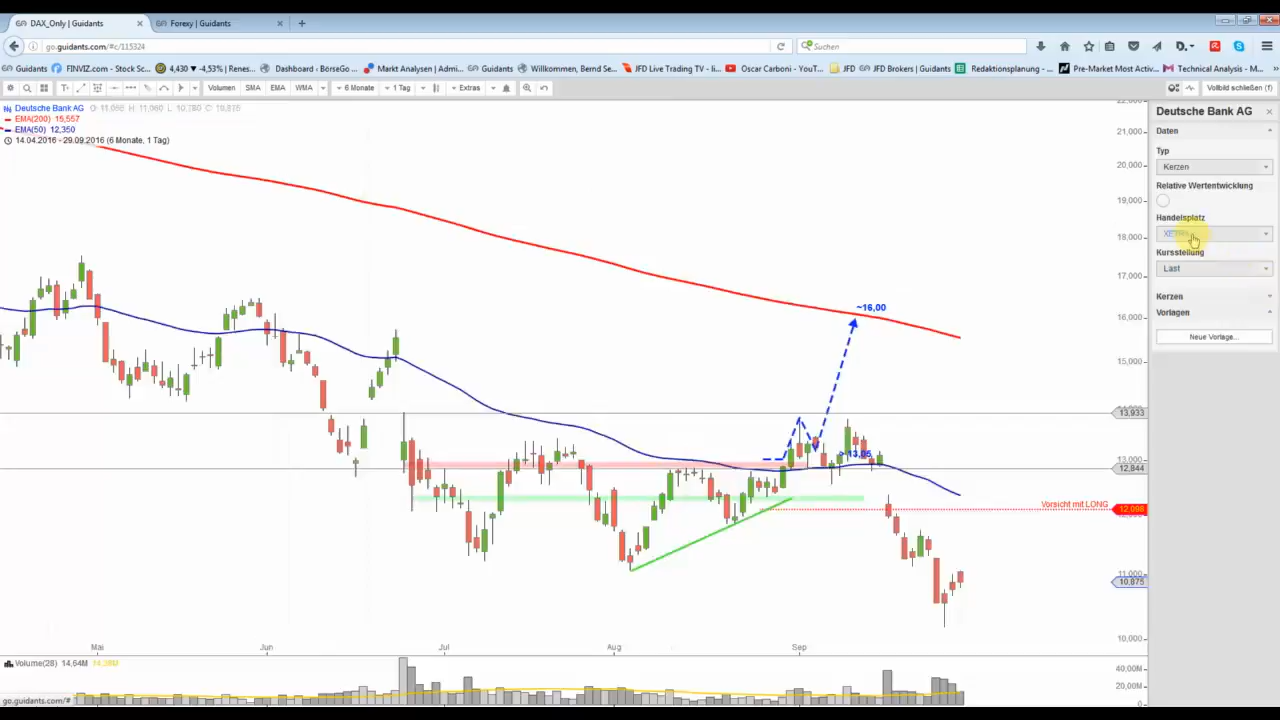 DAX_Only | Guidants
Forexy | Guidants
go.guidants.com/#c/115324
Suchen
Guidants
FINVIZ.com - Stock Sc...
4,430 ▼ -4,53% | Renes...
Dashboard ‹ BörseGo ...
Markt Analysen | Admi...
Guidants
Willkommen, Bernd Se...
JFD Live Trading TV - li...
Oscar Carboni - YouT...
JFD
JFD Brokers | Guidants
Redaktionsplanung - ...
Pre-Market Most Activ...
Technical Analysis - M...
Volumen
SMA
EMA
WMA
6 Monate
1 Tag
Extras
Vollbild schließen (f)
Deutsche Bank AG
EMA(200) 15,557
EMA(50) 12,350
14.04.2016 - 29.09.2016 (6 Monate, 1 Tag)
21,000
20,000
19,000
18,000
17,000
16,000
15,000
13,933
13,000
12,844
12,098
11,000
10,875
10,000
~16,00
~ 13,05
Vorsicht mit LONG
Mai
Jun
Jul
Aug
Sep
Volume(28) 14,64M
40,00M
20,00M
0
go.guidants.com/#
Deutsche Bank AG
Daten
Typ
Kerzen
Relative Wertentwicklung
Handelsplatz
Kursstellung
Last
Kerzen
Vorlagen
Neue Vorlage...